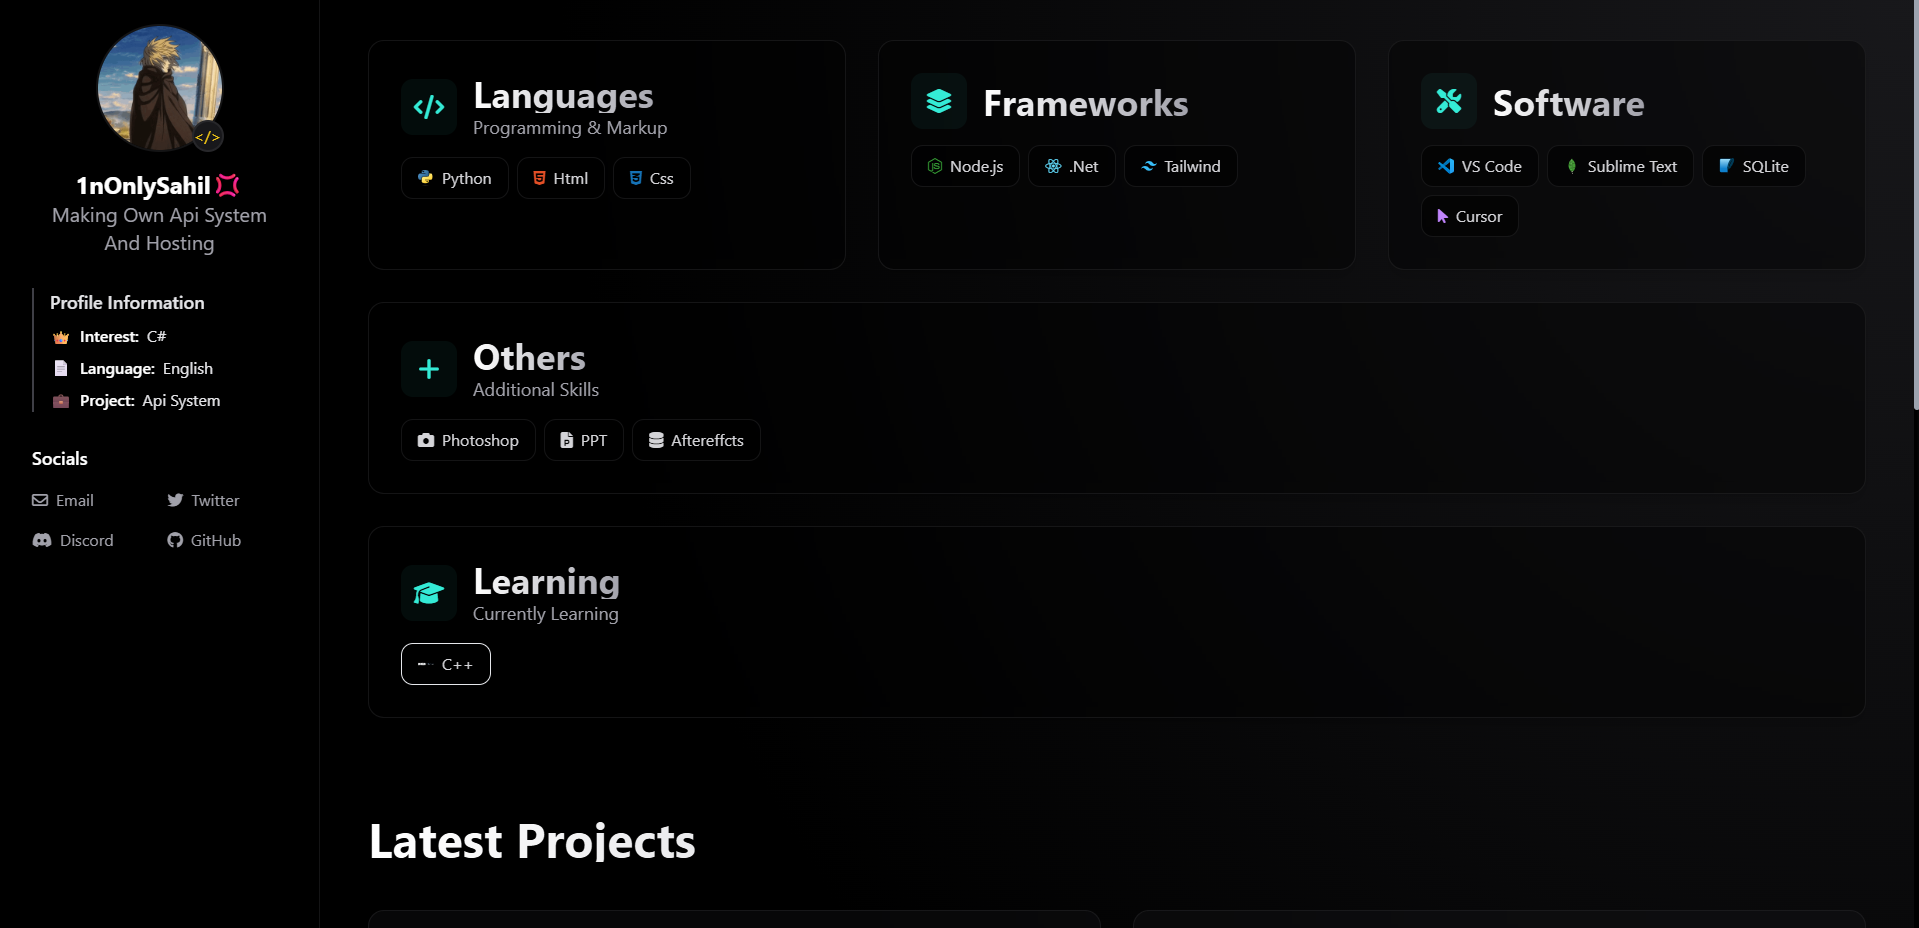 </>
1nOnlySahil💢
Making Own Api System
And Hosting
Profile Information
Interest: C#
Language: English
Project: Api System
Socials
Email
Twitter
Discord
GitHub
Languages
Programming & Markup
Python
Html
Css
Frameworks
Node.js
.Net
Tailwind
Software
VS Code
Sublime Text
SQLite
Cursor
Others
Additional Skills
Photoshop
PPT
Aftereffcts
Learning
Currently Learning
C++
Latest Projects